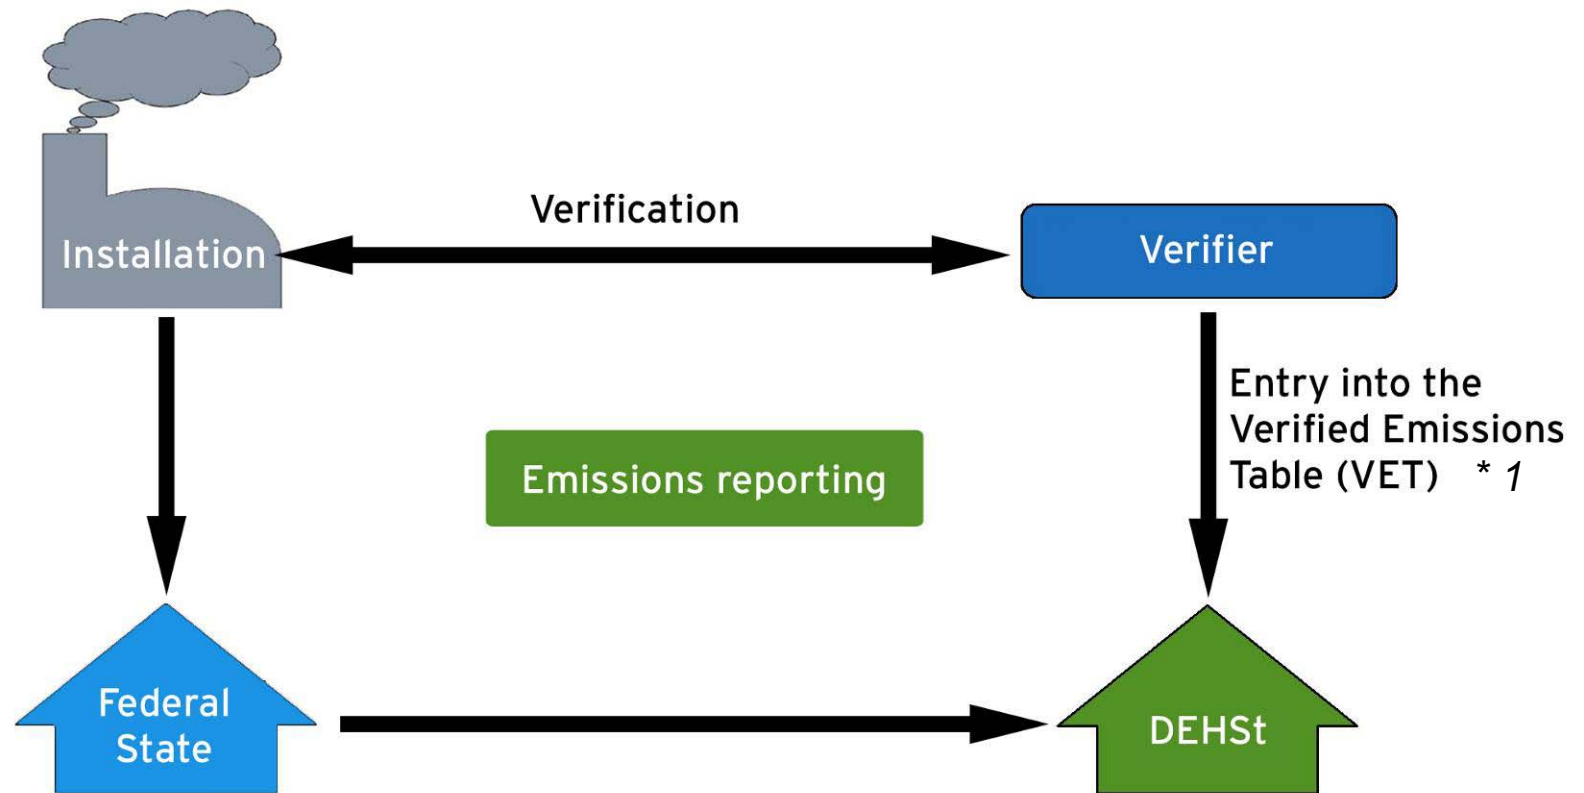 Verification
Installation
Verifier
Entry into the
Verified Emissions
Table (VET) * 1
Emissions reporting
Federal
State
DEHSt